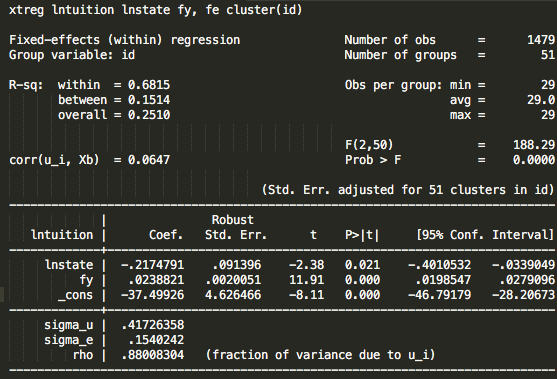 xtreg lntuition lnstate fy, fe cluster(id)
Fixed-effects (within) regression Number of obs = 1479
Group variable: id Number of groups = 51
R-sq: within = 0.6815 Obs per group: min = 29
between = 0.1514 avg = 29.0
overall = 0.2510 max = 29
F(2,50) = 188.29
corr(u_i, Xb) = 0.0647 Prob > F = 0.0000
(Std. Err. adjusted for 51 clusters in id)
| Robust
lntuition | Coef. Std. Err. t P>|t| [95% Conf. Interval]
lnstate | -.2174791 .091396 -2.38 0.021 -.4010532 -.0339049
fy | .0238821 .0020051 11.91 0.000 .0198547 .0279096
_cons | -37.49926 4.626466 -8.11 0.000 -46.79179 -28.20673
sigma_u | .41726358
sigma_e | .1540242
rho | .88008304 (fraction of variance due to u_i)